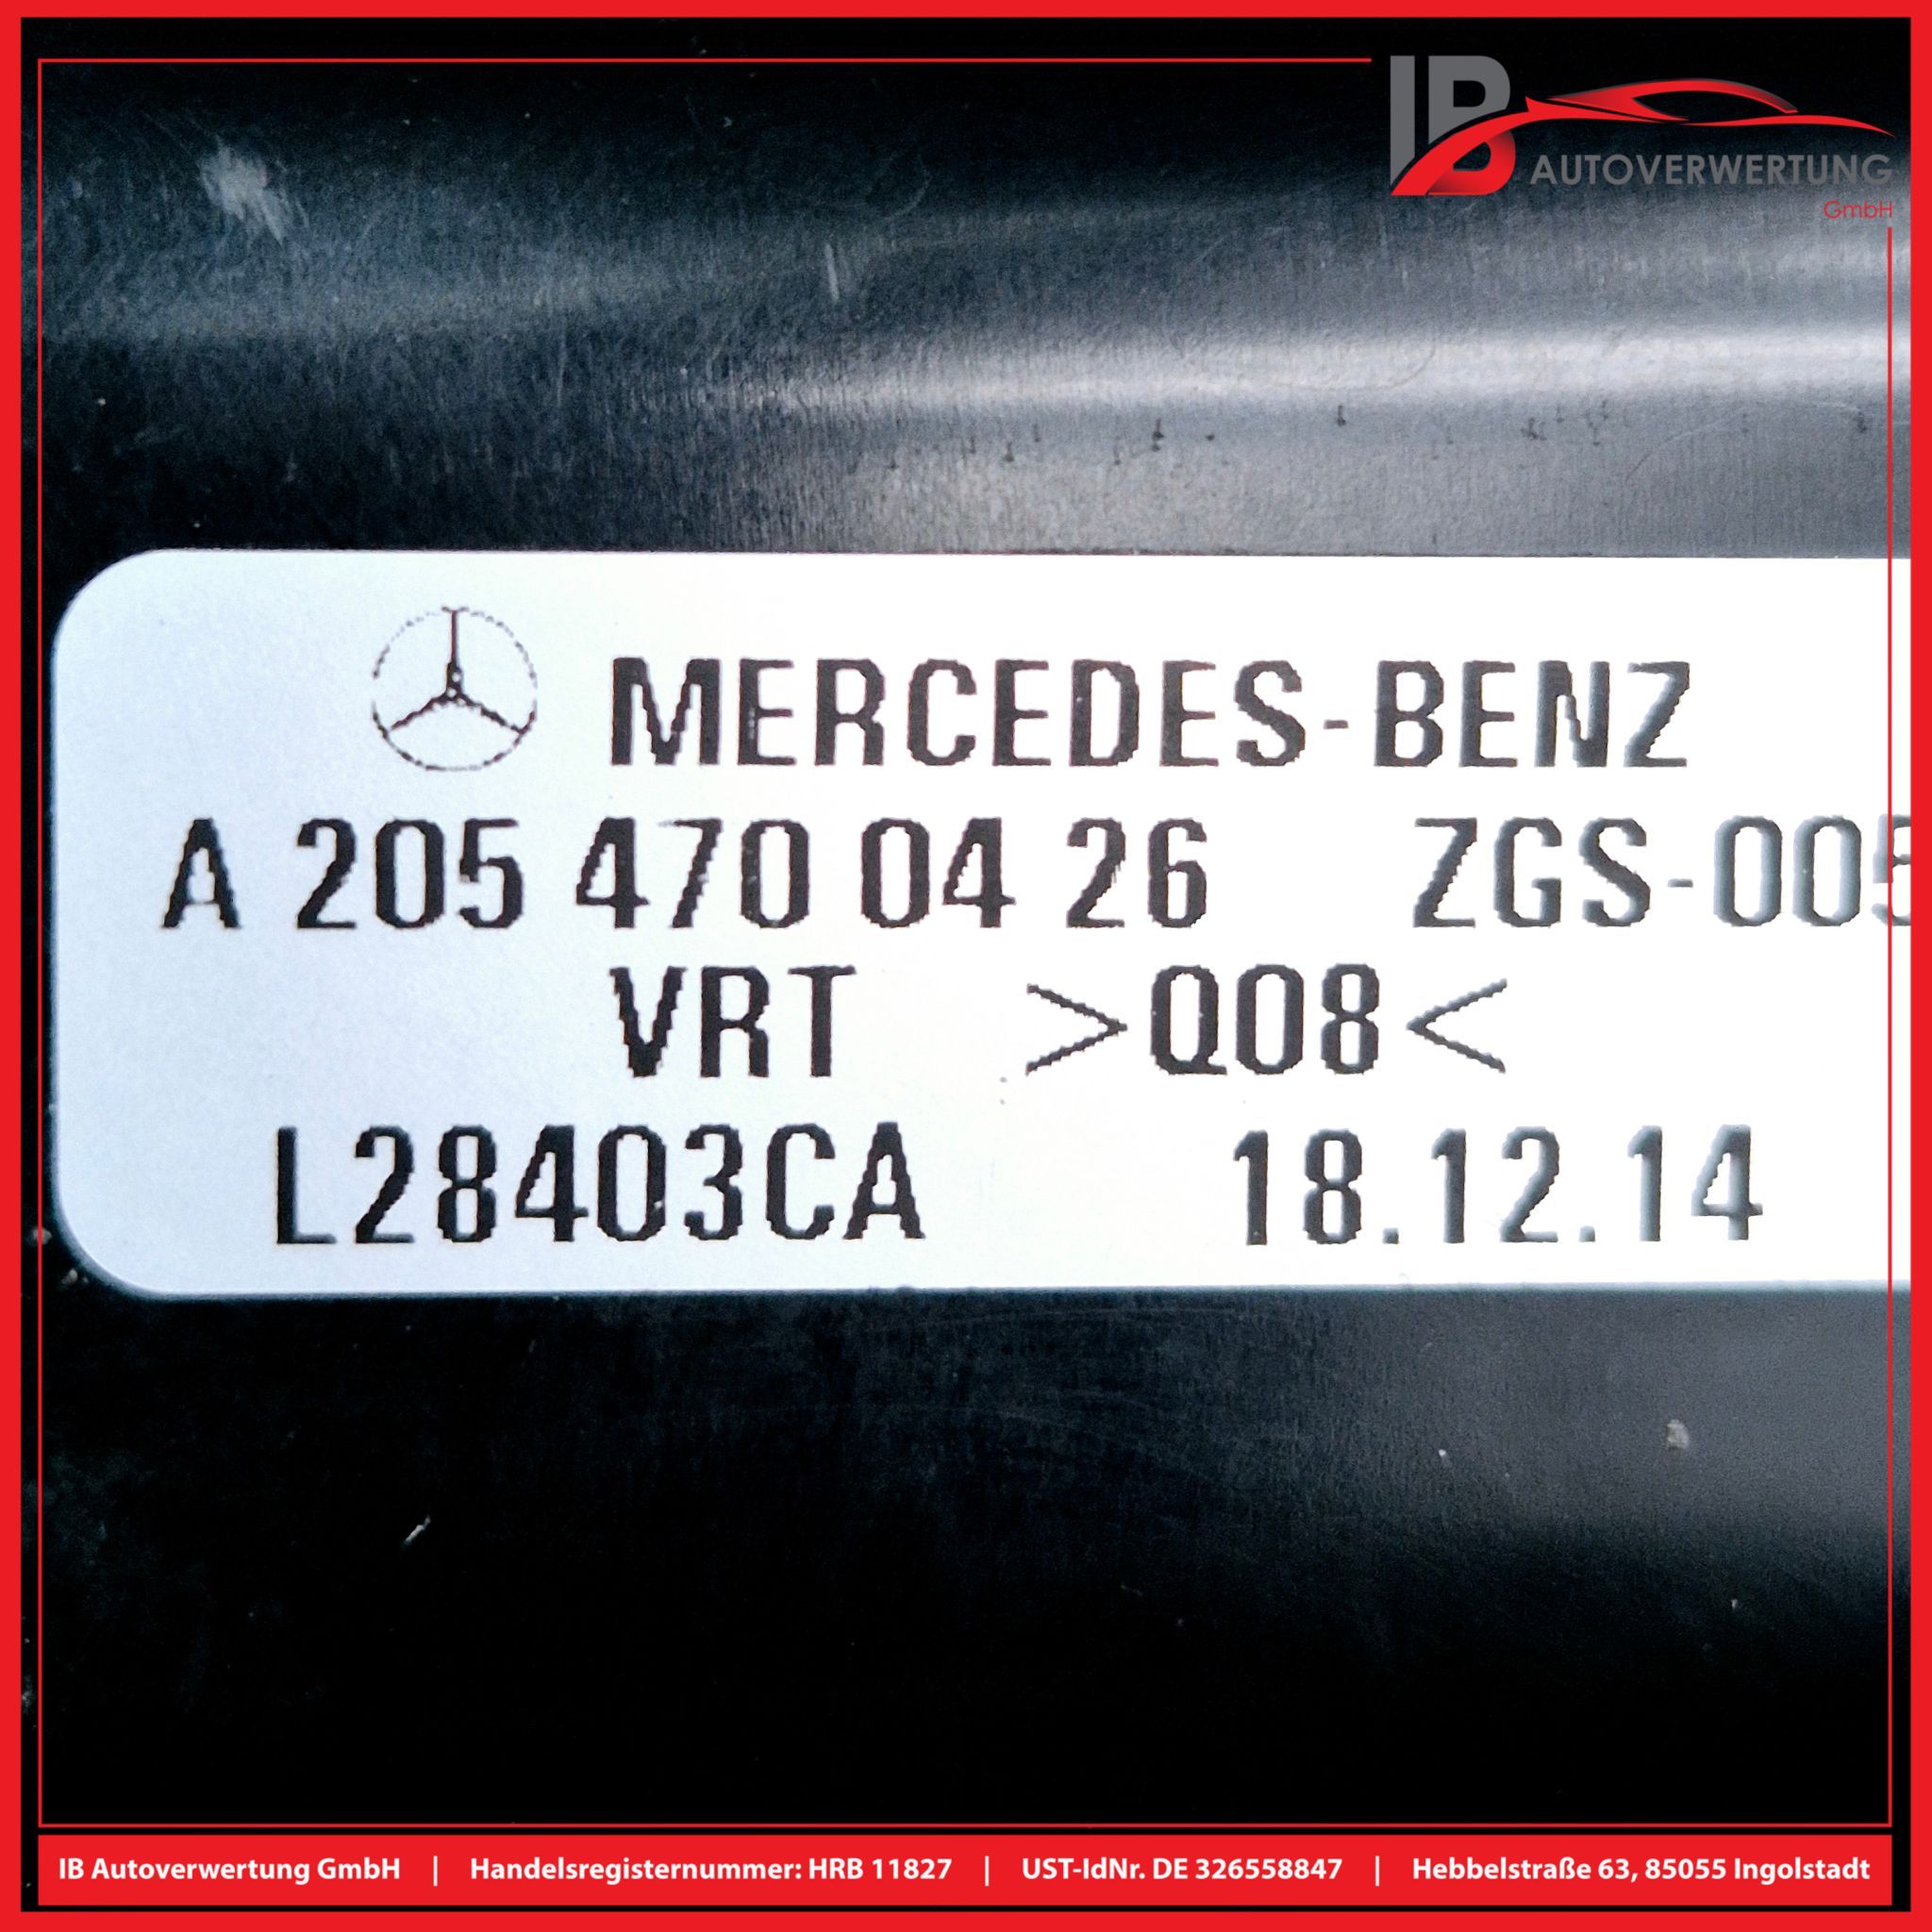 IB
AUTOVERWERTUNG
GmbH
MERCEDES-BENZ
A 205 470 04 26 ZGS-005
VRT >Q08<
L28403CA 18.12.14
IB Autoverwertung GmbH | Handelsregisternummer: HRB 11827 | UST-IdNr. DE 326558847 | Hebbelstraße 63, 85055 Ingolstadt